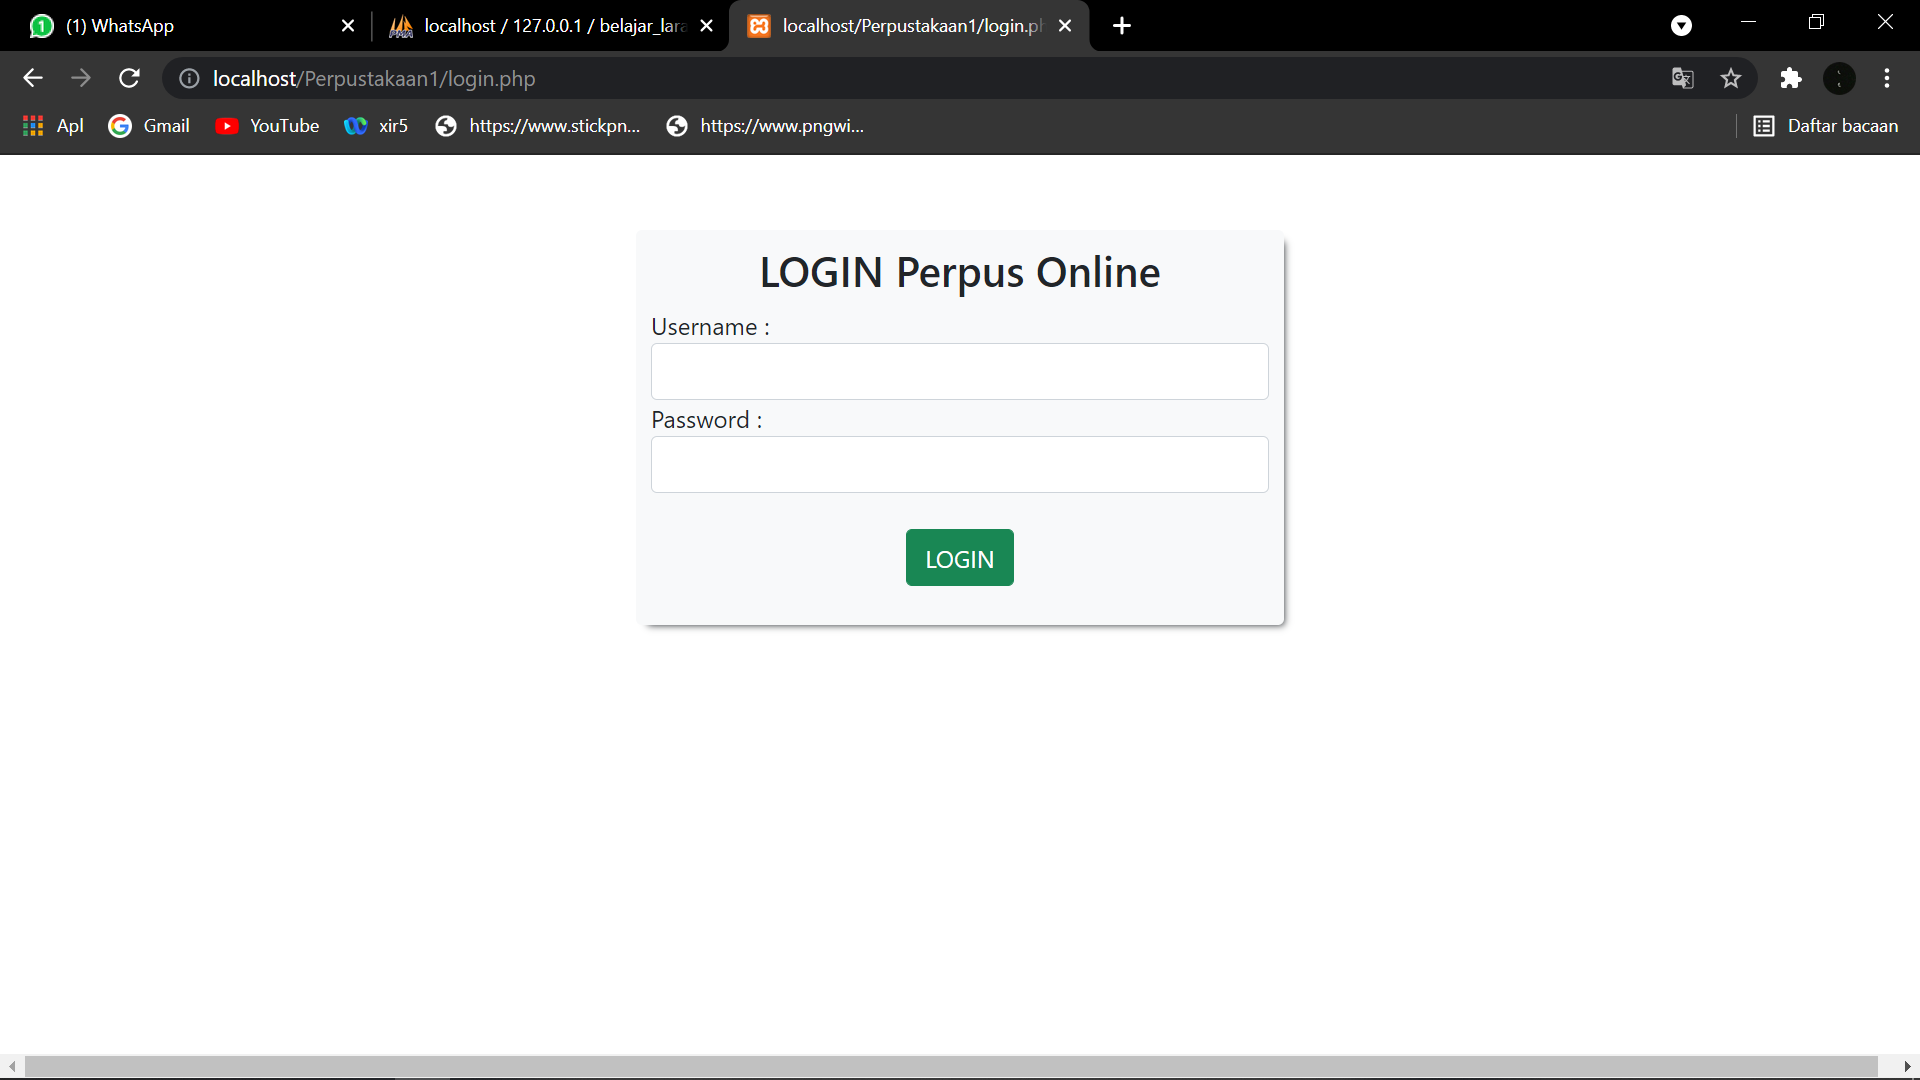 (1) WhatsApp
localhost / 127.0.0.1 / belajar_lara
localhost/Perpustakaan1/login.ph
localhost/Perpustakaan1/login.php
Apl
Gmail
YouTube
xir5
https://www.stickpn...
https://www.pngwi...
Daftar bacaan
LOGIN Perpus Online
Username :
Password :
LOGIN